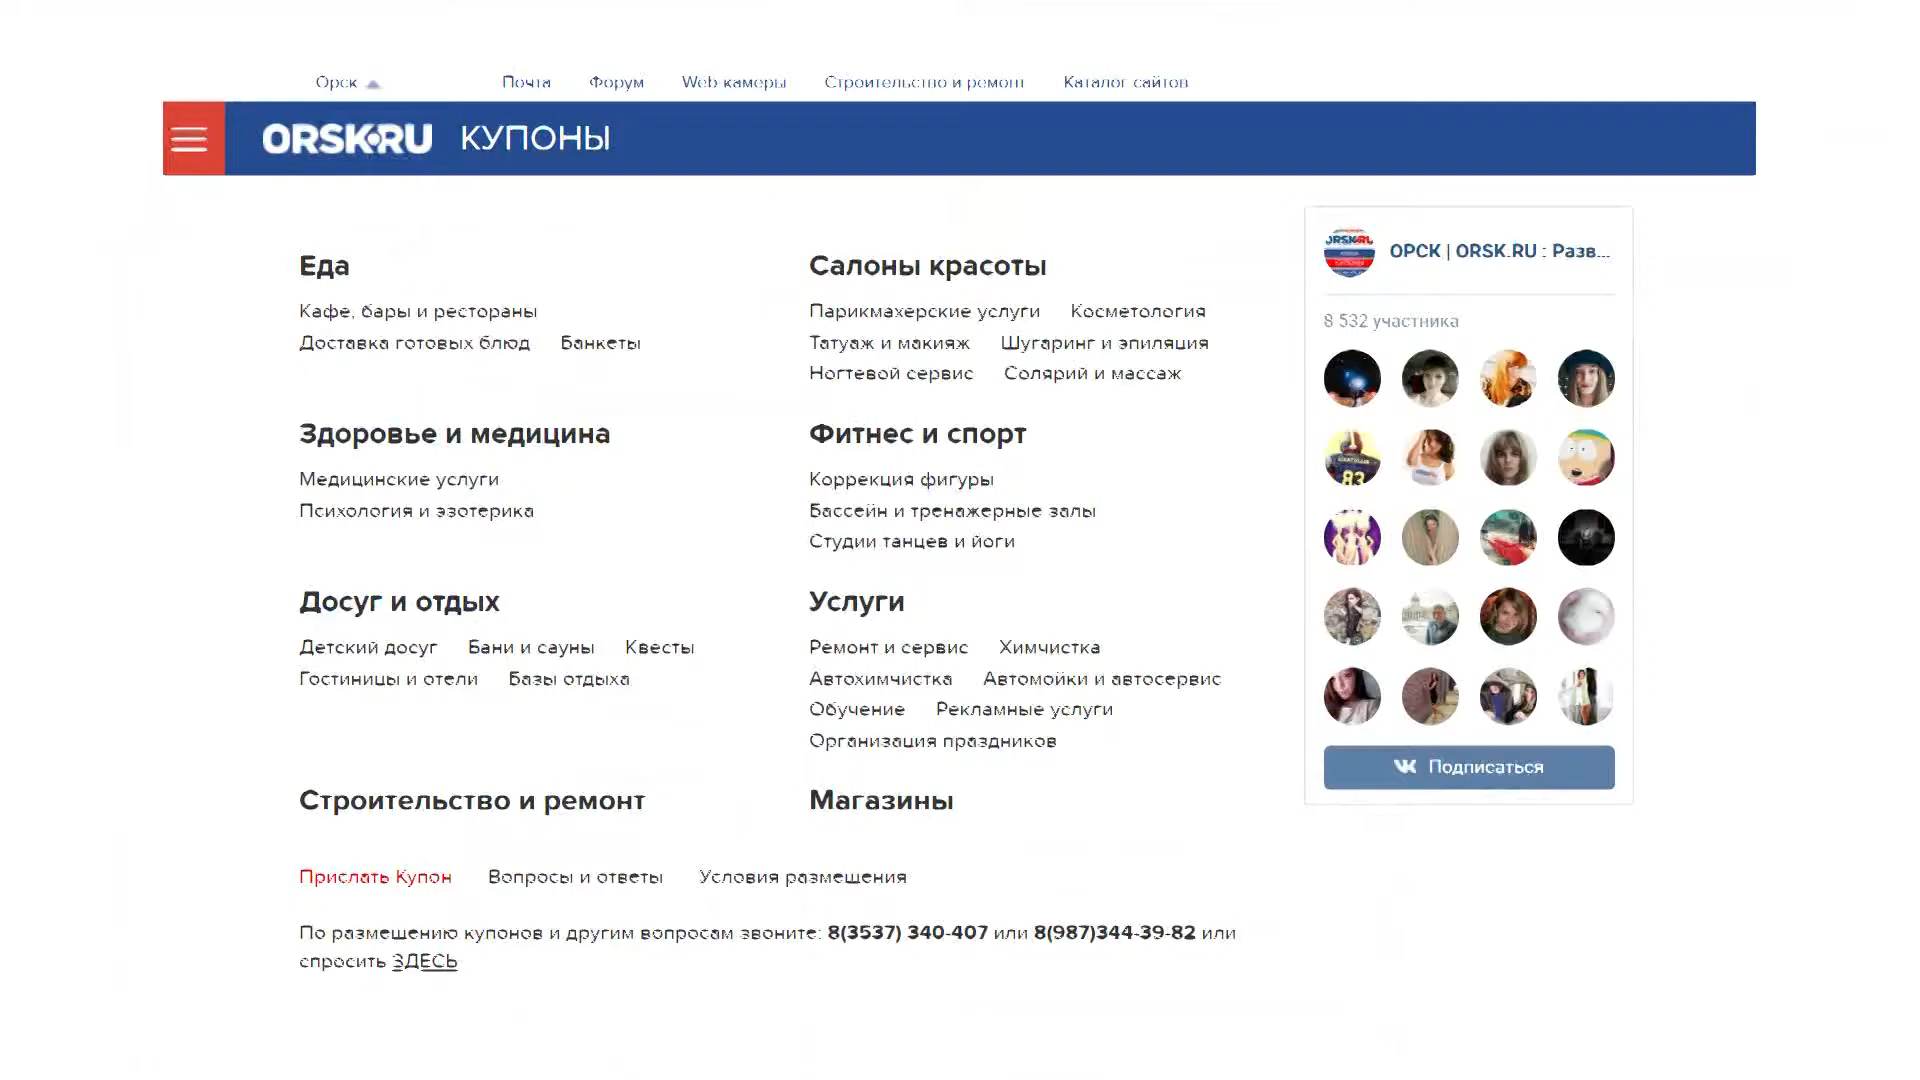 Орск
Почта Форум Web-камеры Строительство и ремонт Каталог сайтов
ORSK.RU КУПОНЫ
Еда
Кафе, бары и рестораны
Доставка готовых блюд Банкеты
Салоны красоты
Парикмахерские услуги Косметология
Татуаж и макияж Шугаринг и эпиляция
Ногтевой сервис Солярий и массаж
Здоровье и медицина
Медицинские услуги
Психология и эзотерика
Фитнес и спорт
Коррекция фигуры
Бассейн и тренажерные залы
Студии танцев и йоги
Досуг и отдых
Детский досуг Бани и сауны Квесты
Гостиницы и отели Базы отдыха
Услуги
Ремонт и сервис Химчистка
Автохимчистка Автомойки и автосервис
Обучение Рекламные услуги
Организация праздников
Строительство и ремонт
Магазины
Прислать Купон Вопросы и ответы Условия размещения
По размещению купонов и другим вопросам звоните: 8(3537) 340-407 или 8(987)344-39-82 или
спросить ЗДЕСЬ
ORSK.RU
ОРСК | ORSK.RU : Разв...
8 532 участника
83
Подписаться